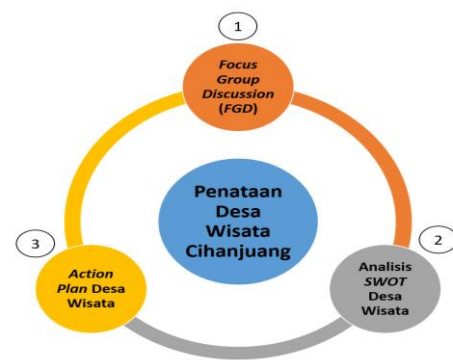 1
Focus
Group
Discussion
(FGD)
Penataan
Desa
Wisata
Cihanjuang
2
Analisis
SWOT
Desa
Wisata
3
Action
Plan Desa
Wisata